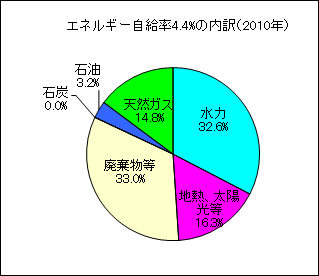 エネルギー自給率4.4%の内訳(2010年)
石油
3.2%
石炭
0.0%
天然ガス
14.8%
水力
32.6%
廃棄物等
33.0%
地熱、太陽
光等
16.3%